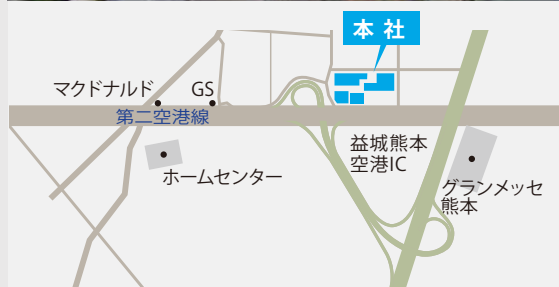 本 社
マクドナルド
GS
第二空港線
益城熊本
空港IC
ホームセンター
グランメッセ
熊本